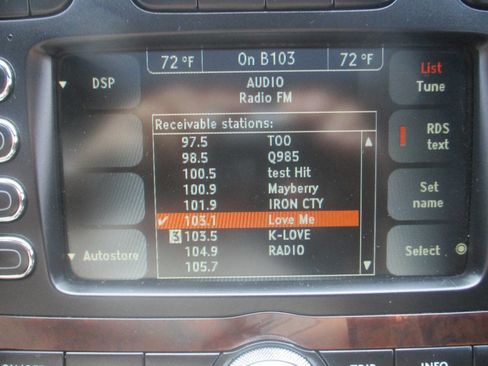 72 °F On B103 72 °F
DSP
AUDIO
Radio FM
List
Tune
Receivable stations:
97.5 TOO
98.5 Q985
100.5 test Hit
100.9 Mayberry
101.9 IRON CTY
103.1 Love Me
3 103.5 K-LOVE
104.9 RADIO
105.7
RDS
text
Set
name
Autostore
Select
TRIP
INFO